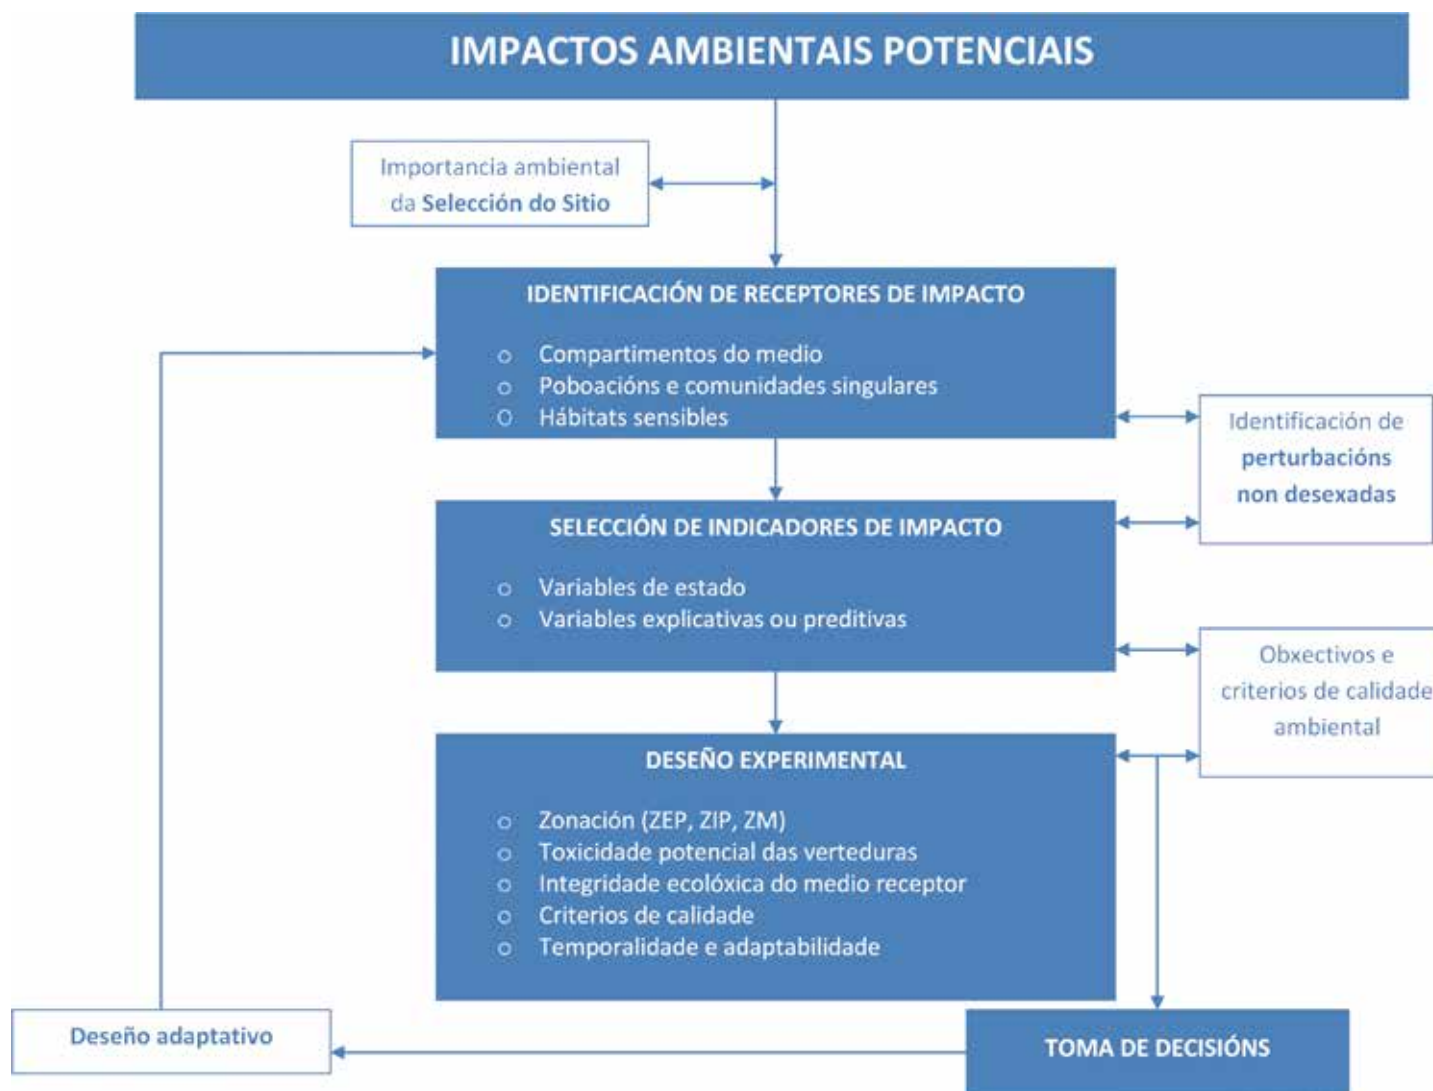 IMPACTOS AMBIENTAIS POTENCIAIS
Importancia ambiental
da Selección do Sitio
IDENTIFICACIÓN DE RECEPTORES DE IMPACTO
o Compartimentos do medio
o Poboacións e comunidades singulares
O Hábitats sensibles
Identificación de
perturbacións
non desexadas
SELECCIÓN DE INDICADORES DE IMPACTO
o Variables de estado
o Variables explicativas ou preditivas
Obxectivos e
criterios de calidade
ambiental
DESEÑO EXPERIMENTAL
o Zonación (ZEP, ZIP, ZM)
o Toxicidade potencial das verteduras
o Integridade ecolóxica do medio receptor
o Criterios de calidade
o Temporalidade e adaptabilidade
Deseño adaptativo
TOMA DE DECISIÓNS